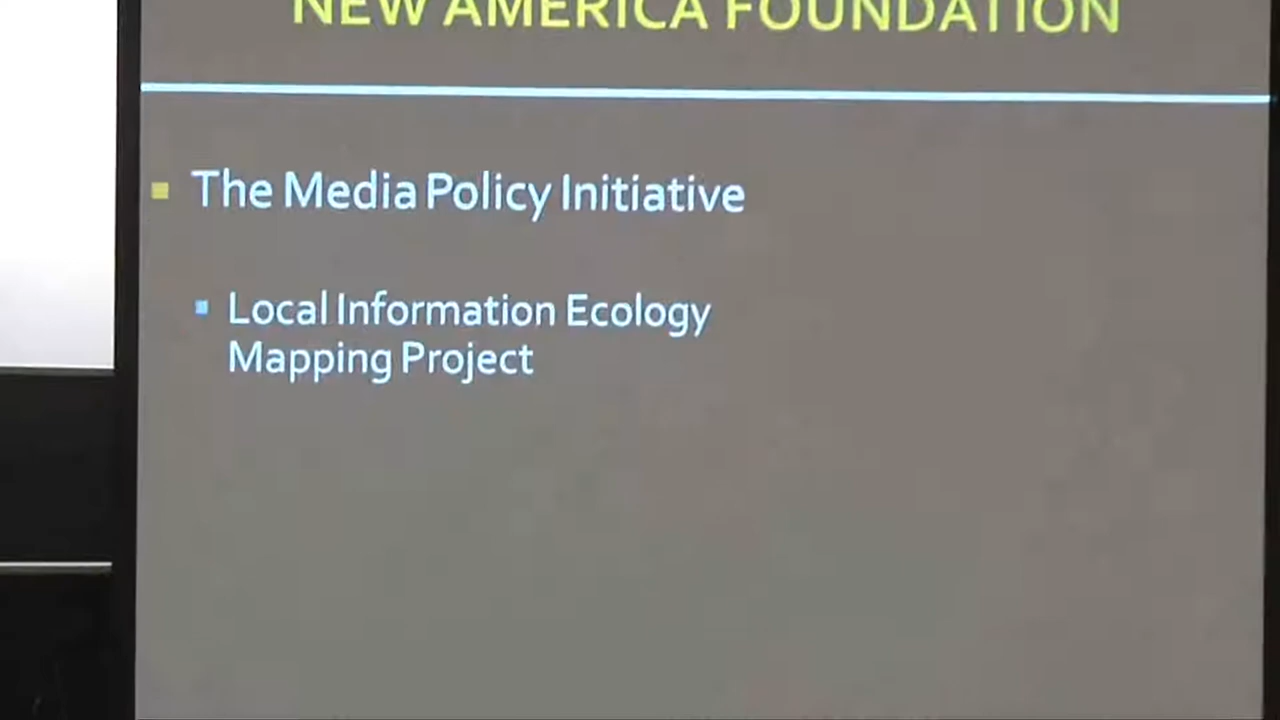 NEW AMERICA FOUNDATION
The Media Policy Initiative
Local Information Ecology
Mapping Project